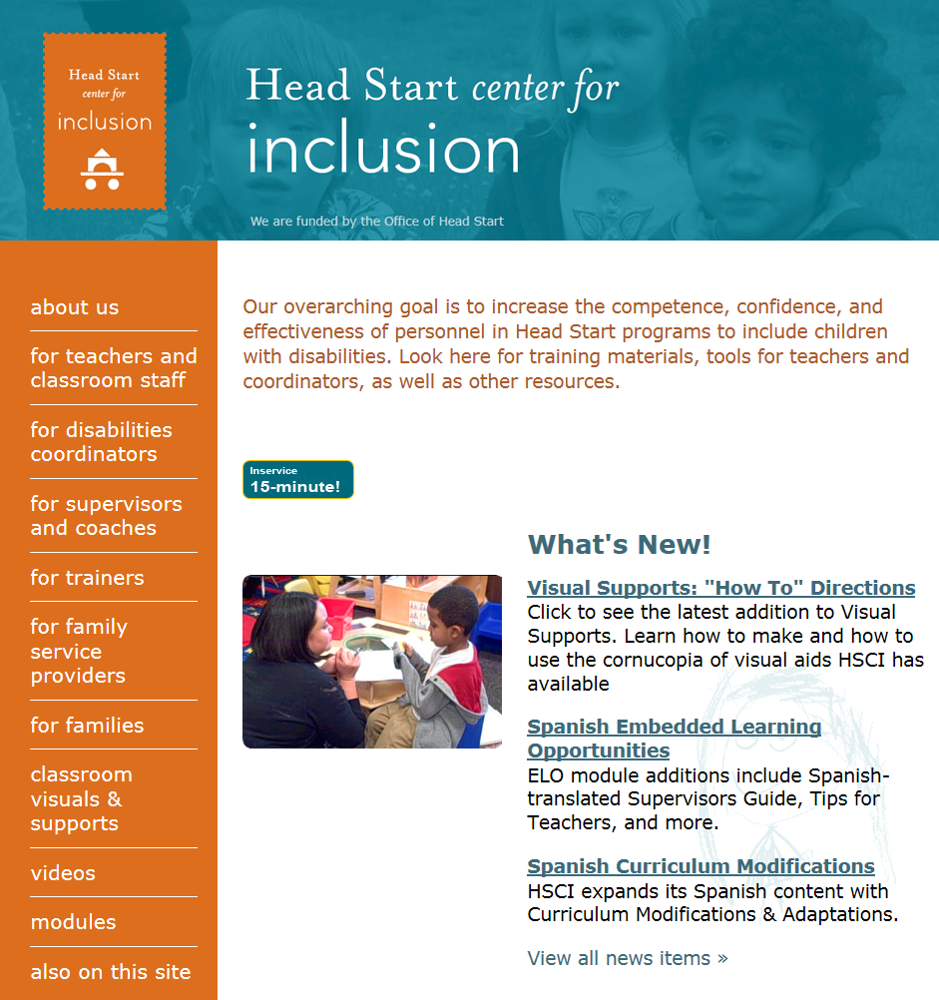 Head Start
center for
inclusion
Head Start center for
inclusion
We are funded by the Office of Head Start
about us
for teachers and
classroom staff
for disabilities
coordinators
for supervisors
and coaches
for trainers
for family
service
providers
for families
classroom
visuals &
supports
videos
modules
also on this site
Our overarching goal is to increase the competence, confidence, and
effectiveness of personnel in Head Start programs to include children
with disabilities. Look here for training materials, tools for teachers and
coordinators, as well as other resources.
Inservice
15-minute!
What's New!
Visual Supports: "How To" Directions
Click to see the latest addition to Visual
Supports. Learn how to make and how to
use the cornucopia of visual aids HSCI has
available
Spanish Embedded Learning
Opportunities
ELO module additions include Spanish-
translated Supervisors Guide, Tips for
Teachers, and more.
Spanish Curriculum Modifications
HSCI expands its Spanish content with
Curriculum Modifications & Adaptations.
View all news items »